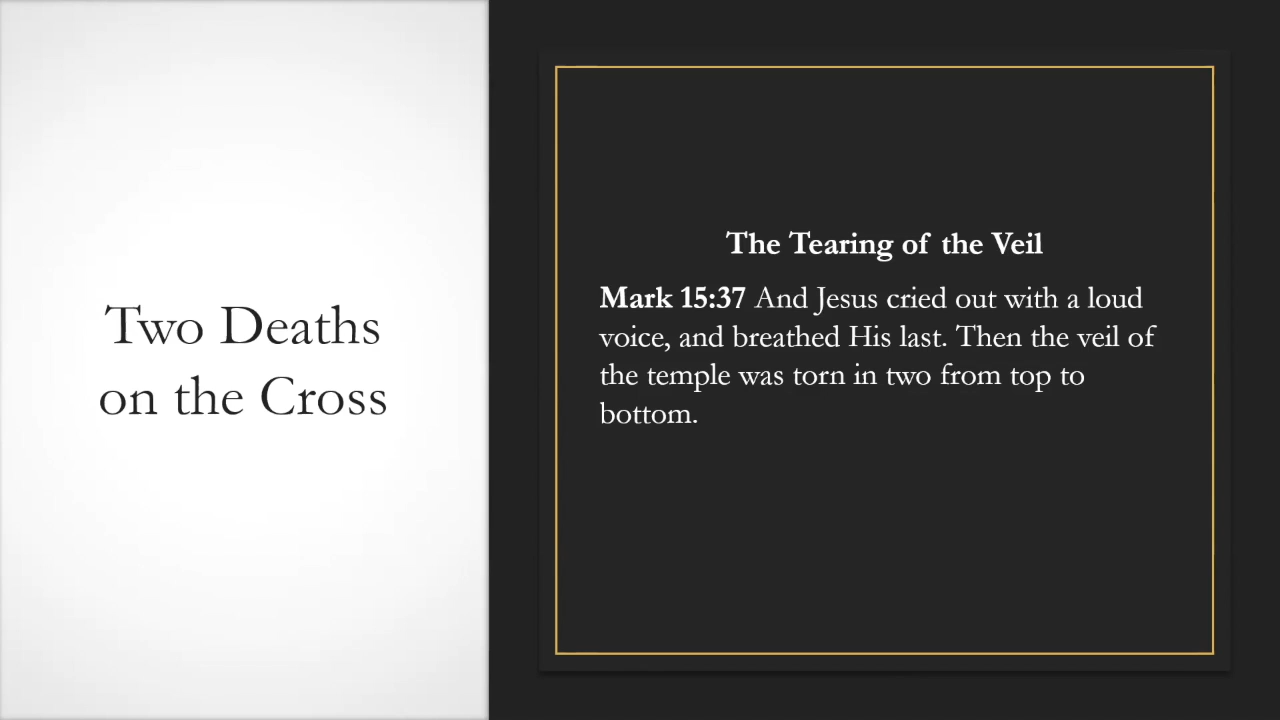 Two Deaths
on the Cross
The Tearing of the Veil
Mark 15:37 And Jesus cried out with a loud
voice, and breathed His last. Then the veil of
the temple was torn in two from top to
bottom.